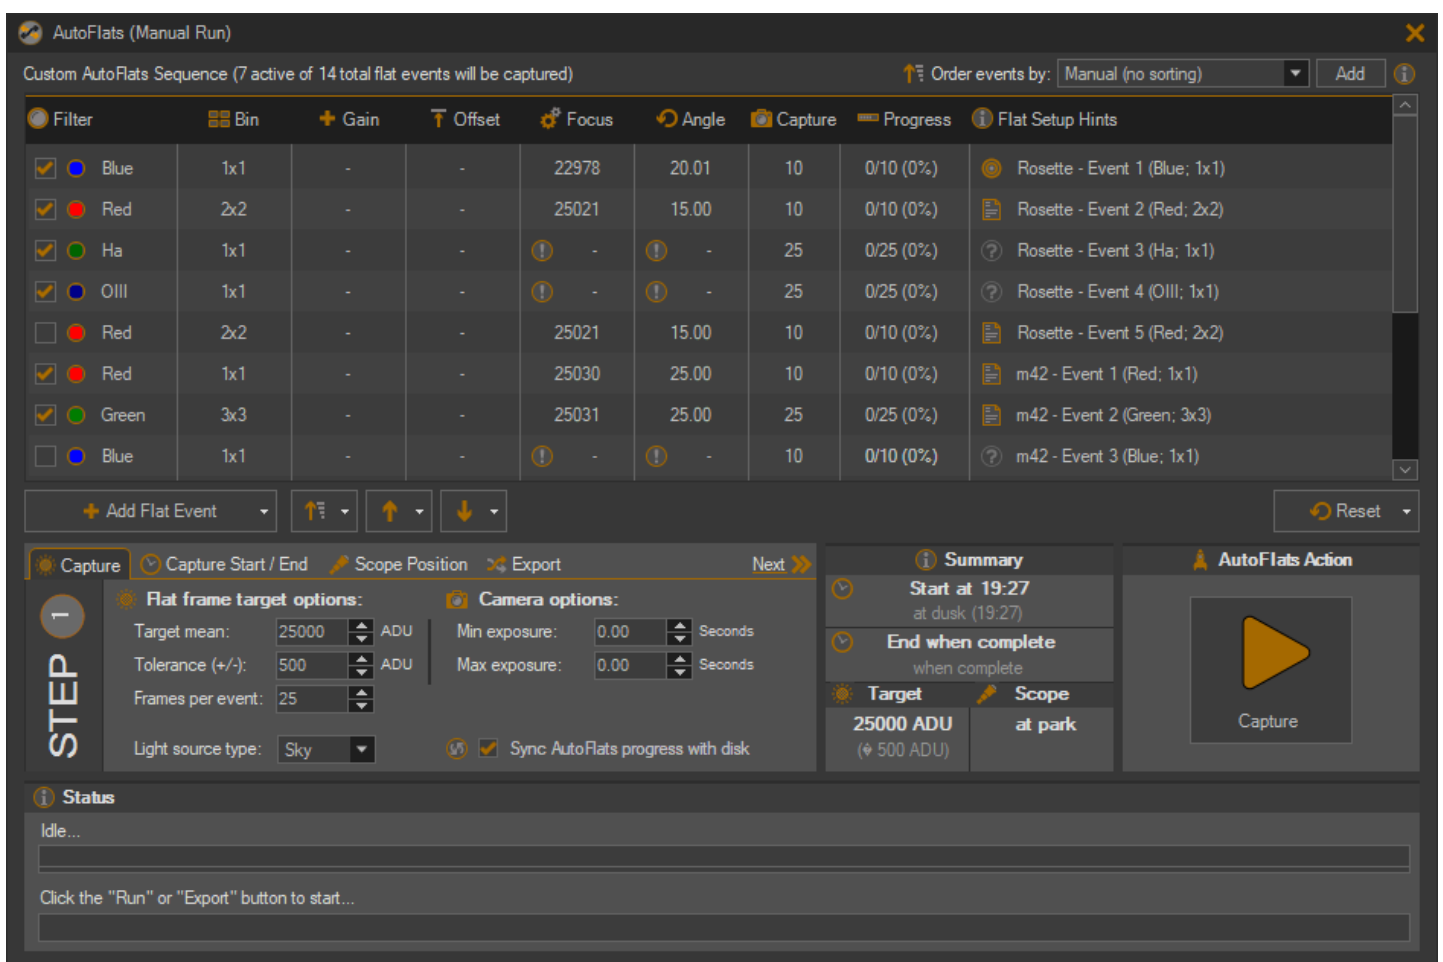 AutoFlats (Manual Run)
Custom AutoFlats Sequence (7 active of 14 total flat events will be captured) Order events by: Manual (no sorting) Add
Filter Bin Gain Offset Focus Angle Capture Progress Flat Setup Hints
Blue 1x1 - - 22978 20.01 10 0/10 (0%) Rosette - Event 1 (Blue; 1x1)
Red 2x2 - - 25021 15.00 10 0/10 (0%) Rosette - Event 2 (Red; 2x2)
Ha 1x1 - - - - 25 0/25 (0%) Rosette - Event 3 (Ha; 1x1)
OIII 1x1 - - - - 25 0/25 (0%) Rosette - Event 4 (OIII; 1x1)
Red 2x2 - - 25021 15.00 10 0/10 (0%) Rosette - Event 5 (Red; 2x2)
Red 1x1 - - 25030 25.00 10 0/10 (0%) m42 - Event 1 (Red; 1x1)
Green 3x3 - - 25031 25.00 25 0/25 (0%) m42 - Event 2 (Green; 3x3)
Blue 1x1 - - - - 10 0/10 (0%) m42 - Event 3 (Blue; 1x1)
Add Flat Event Reset
Capture Capture Start / End Scope Position Export Next
STEP 1
Flat frame target options: Camera options:
Target mean: 25000 ADU Min exposure: 0.00 Seconds
Tolerance (+/-): 500 ADU Max exposure: 0.00 Seconds
Frames per event: 25
Light source type: Sky Sync AutoFlats progress with disk
Summary
Start at 19:27
at dusk (19:27)
End when complete
when complete
Target Scope
25000 ADU at park
(� 500 ADU)
AutoFlats Action
Capture
Status
Idle...
Click the "Run" or "Export" button to start...